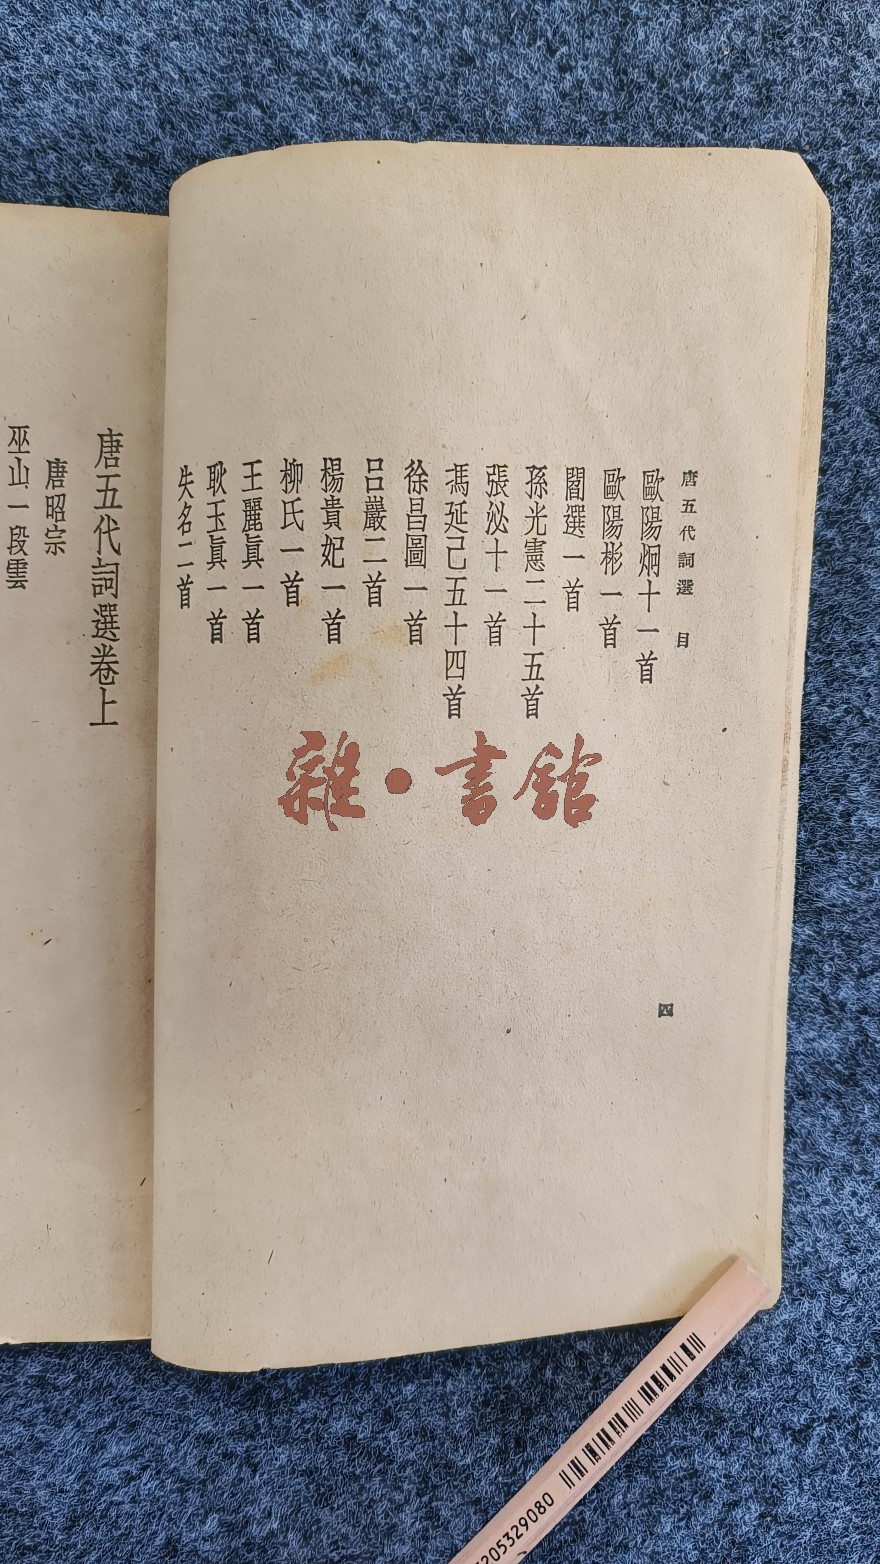 唐五代詞選 目
歐陽炯十一首
歐陽彬一首
閻選一首
孫光憲二十五首
張泌十一首
馮延己五十四首
徐昌圖一首
呂巖二首
楊貴妃一首
柳氏一首
王麗眞一首
耿玉眞一首
失名二首
四
唐五代詞選卷上
唐昭宗
巫山一段雲
雜·書館
205329080